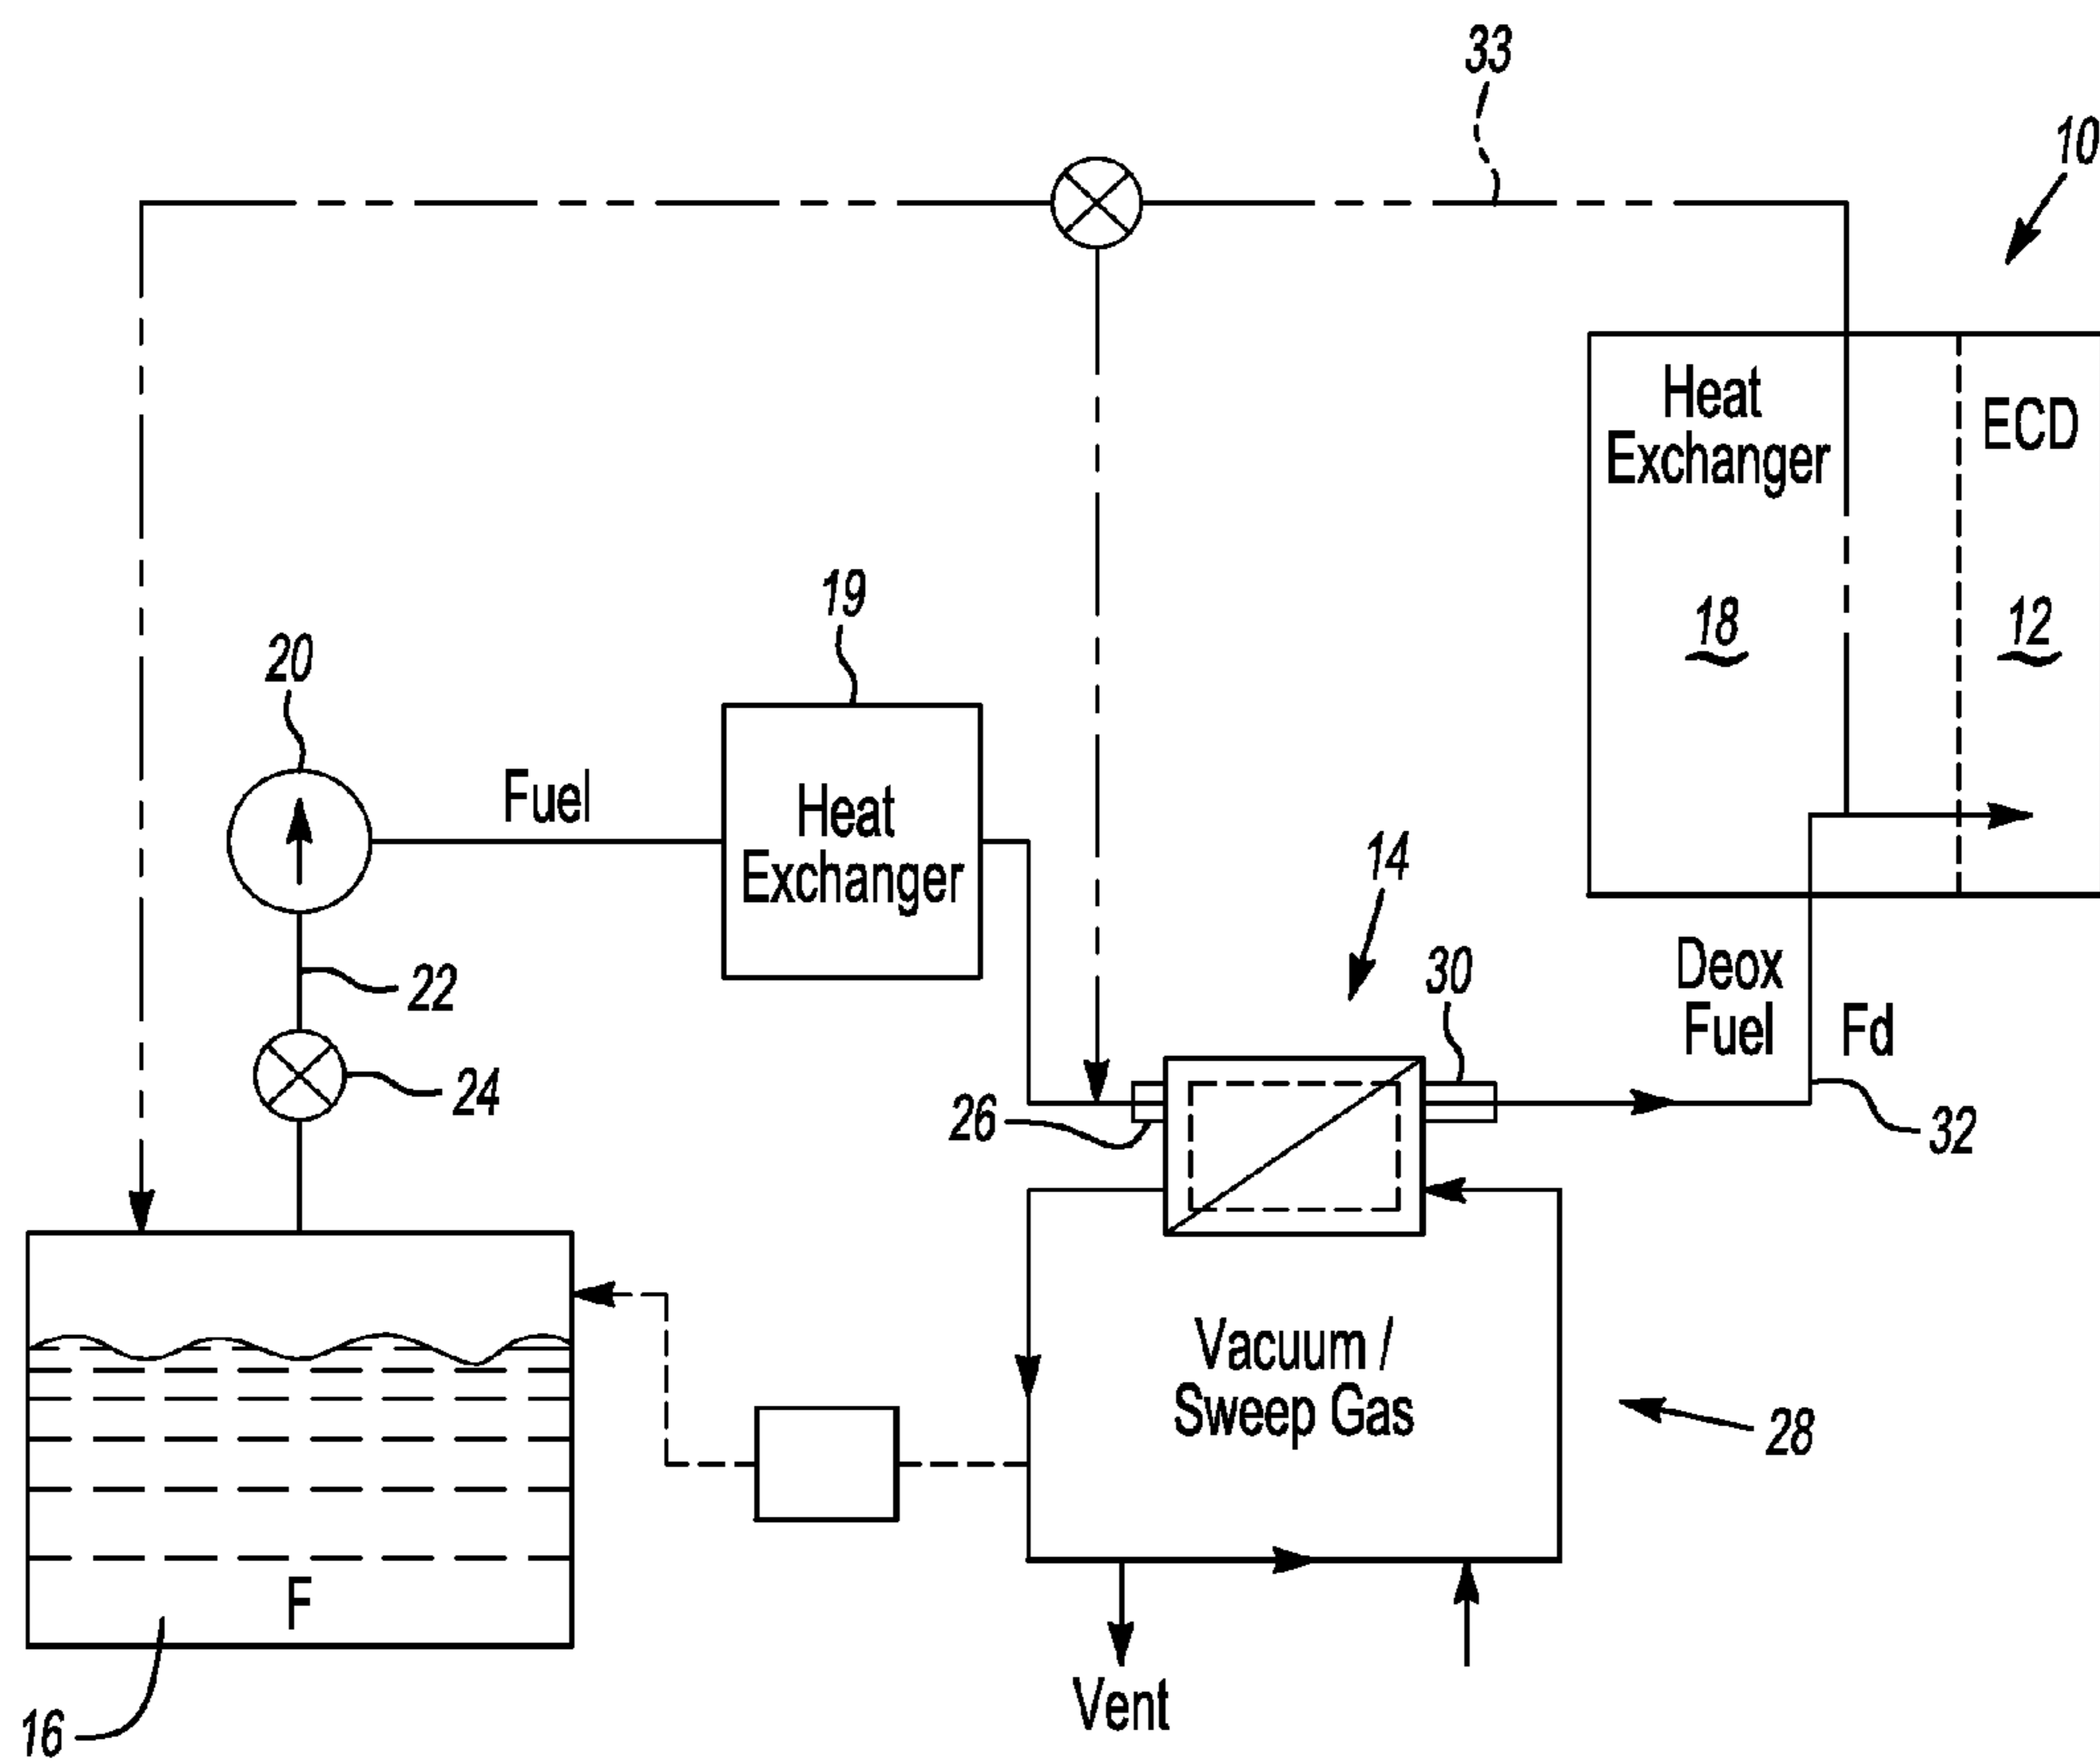 33
10
Heat
Exchanger
ECD
18
12
19
20
Fuel
Heat
Exchanger
14
22
30
Deox
Fuel
Fd
24
26
32
Vacuum /
Sweep Gas
28
F
Vent
16